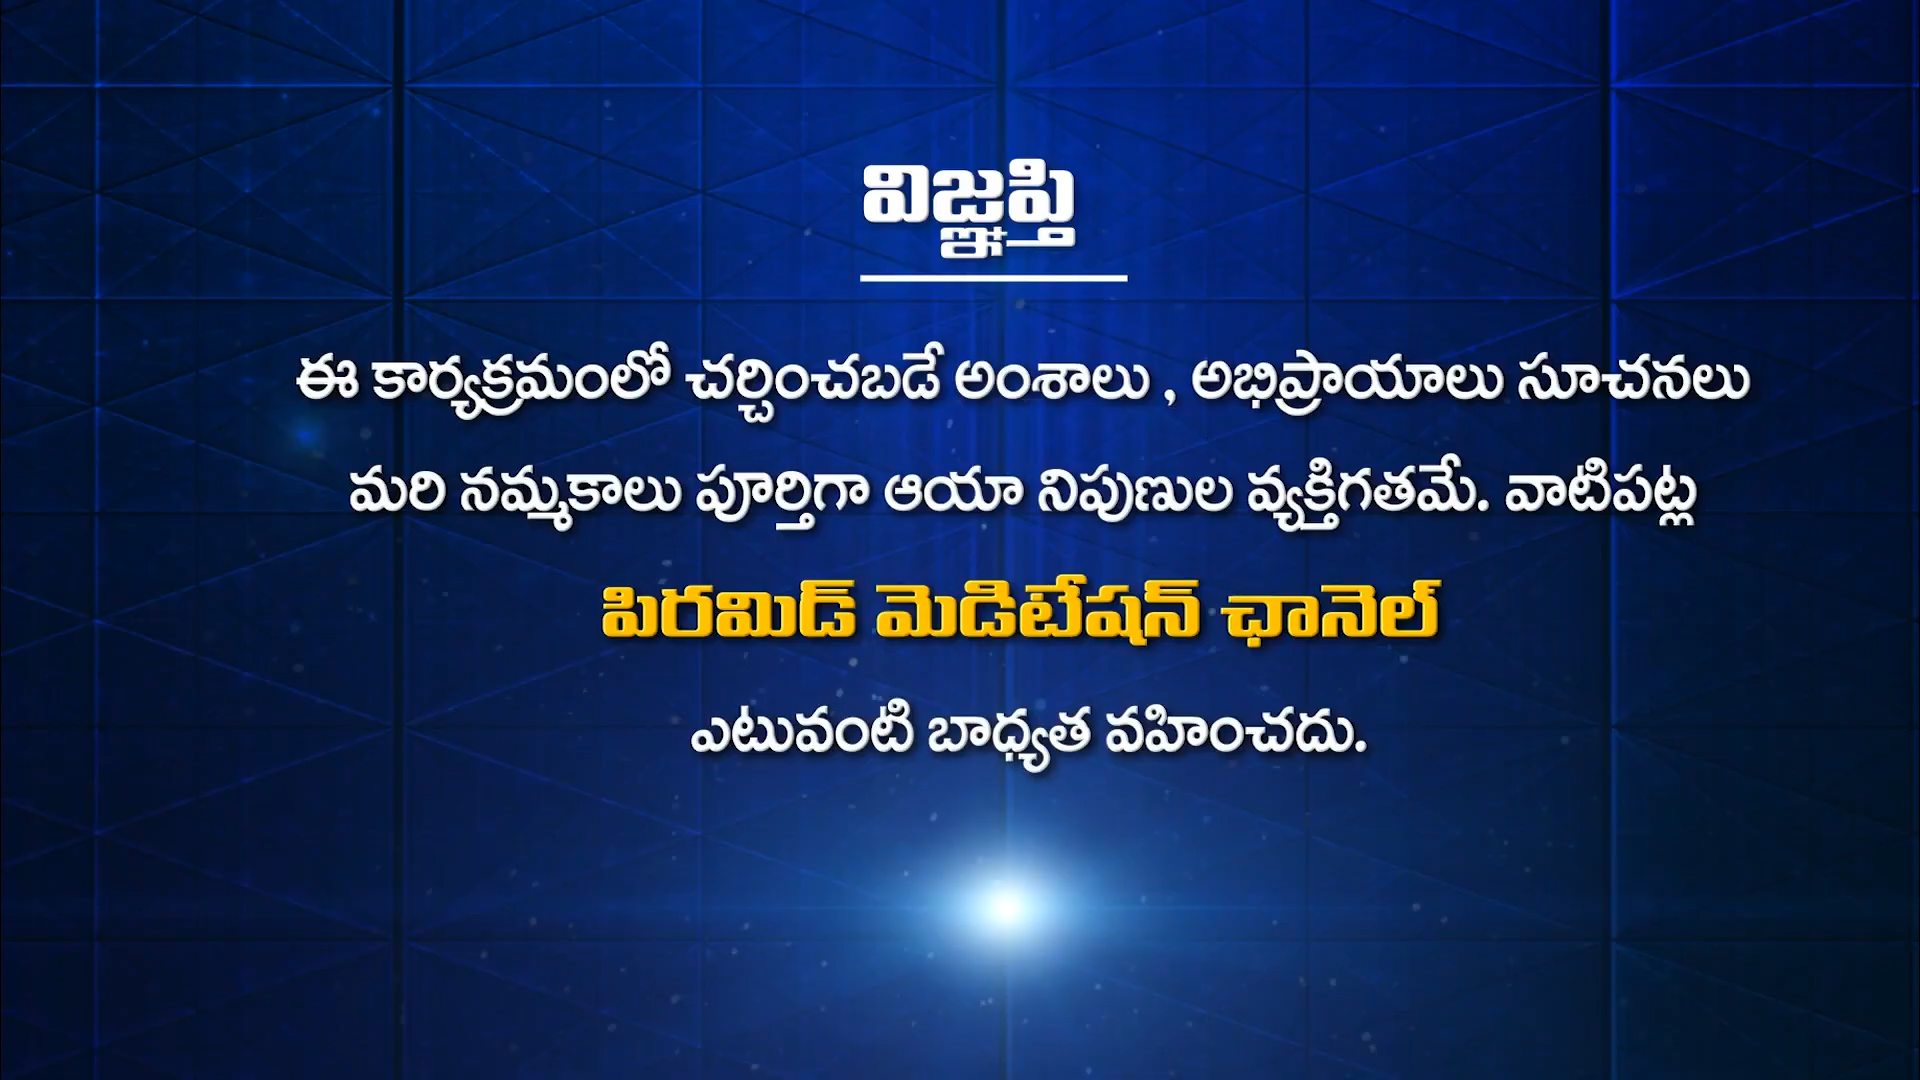 విజ్ఞప్తి
ఈ కార్యక్రమంలో చర్చించబడే అంశాలు , అభిప్రాయాలు సూచనలు
మరి నమ్మకాలు పూర్తిగా ఆయా నిపుణుల వ్యక్తిగతమే. వాటిపట్ల
పిరమిడ్ మెడిటేషన్ ఛానెల్
ఎటువంటి బాధ్యత వహించదు.